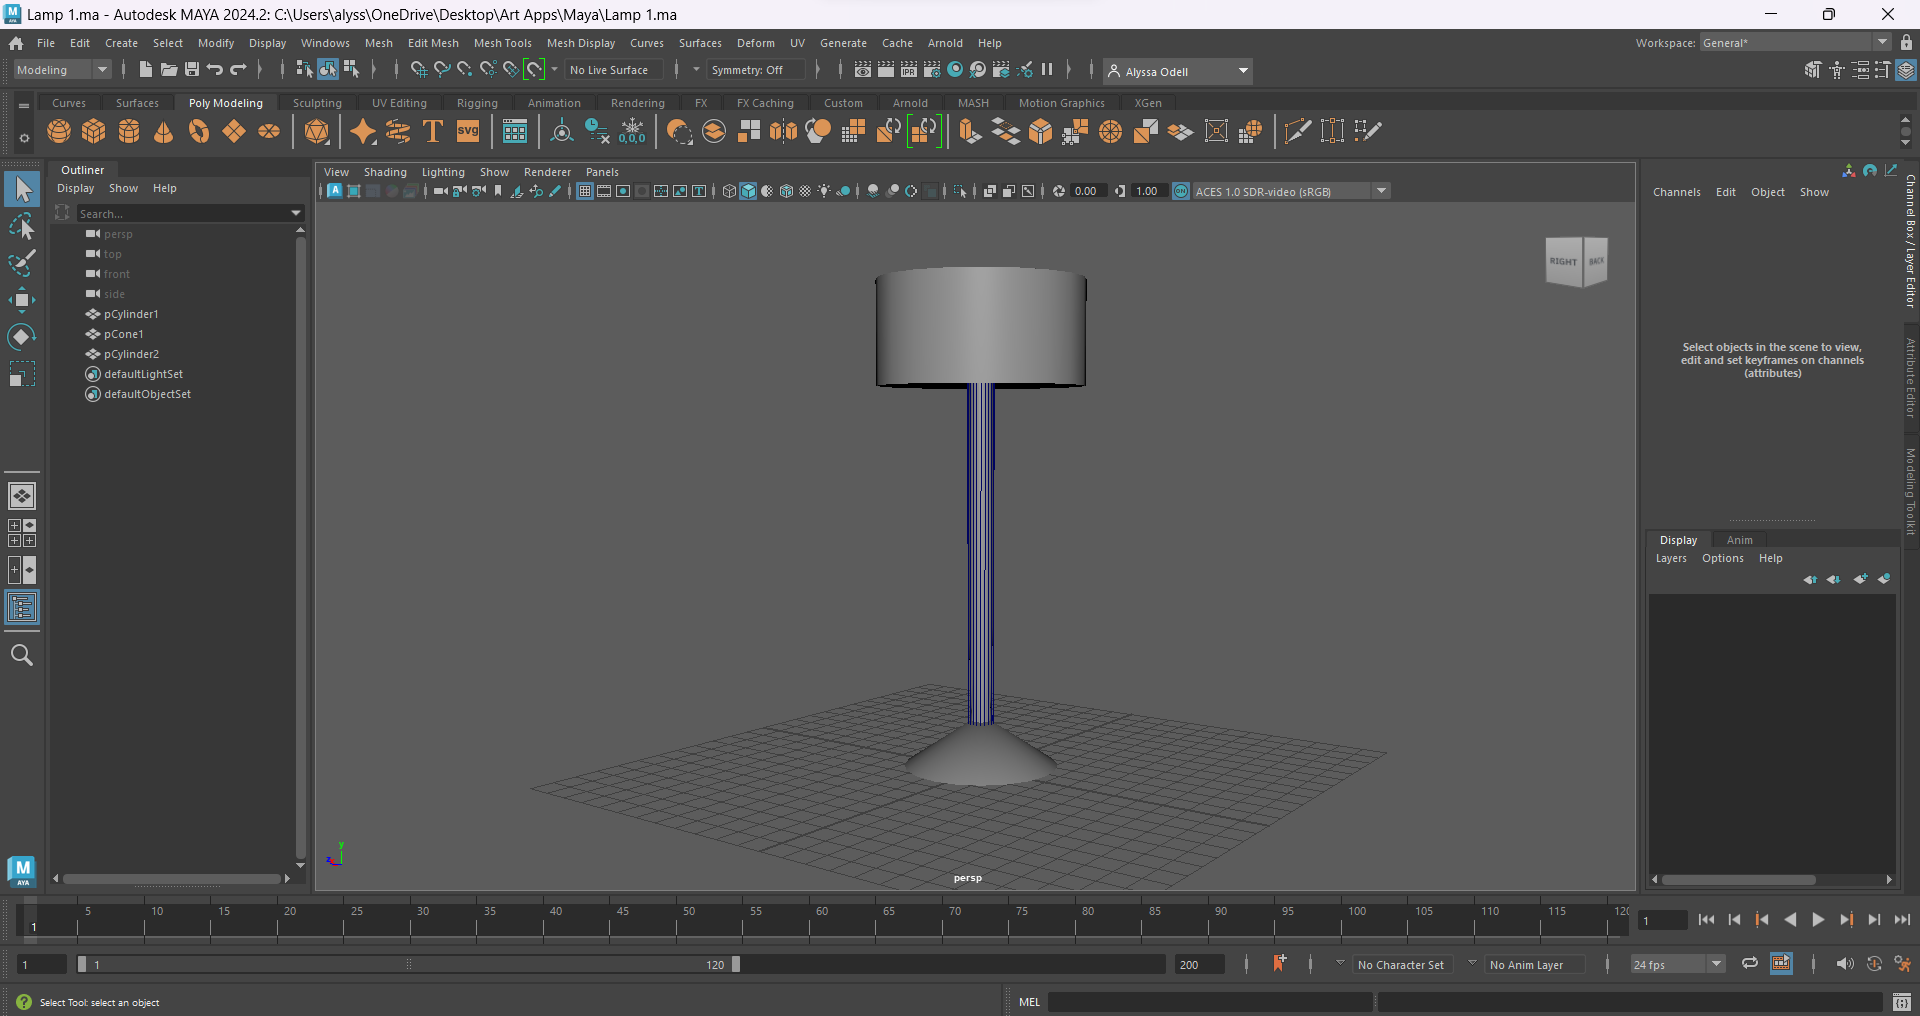 Lamp 1.ma - Autodesk MAYA 2024.2: C:\Users\alyss\OneDrive\Desktop\Art Apps\Maya\Lamp 1.ma
File Edit Create Select Modify Display Windows Mesh Edit Mesh Mesh Tools Mesh Display Curves Surfaces Deform UV Generate Cache Arnold Help
Workspace: General*
Modeling
No Live Surface
Symmetry: Off
IPR
Alyssa Odell
Curves Surfaces Poly Modeling Sculpting UV Editing Rigging Animation Rendering FX FX Caching Custom Arnold MASH Motion Graphics XGen
T SVG 0,0,0
Outliner
Display Show Help
Search...
persp
top
front
side
pCylinder1
pCone1
pCylinder2
defaultLightSet
defaultObjectSet
View Shading Lighting Show Renderer Panels
0.00 1.00 ON ACES 1.0 SDR-video (sRGB)
RIGHT BACK
y
z
persp
Channels Edit Object Show
Select objects in the scene to view,
edit and set keyframes on channels
(attributes)
Channel Box / Layer Editor
Attribute Editor
Modeling Toolkit
Display Anim
Layers Options Help
M
AYA
5 10 15 20 25 30 35 40 45 50 55 60 65 70 75 80 85 90 95 100 105 110 115 120
1
1
1 1 120 200 No Character Set No Anim Layer 24 fps
Select Tool: select an object
MEL